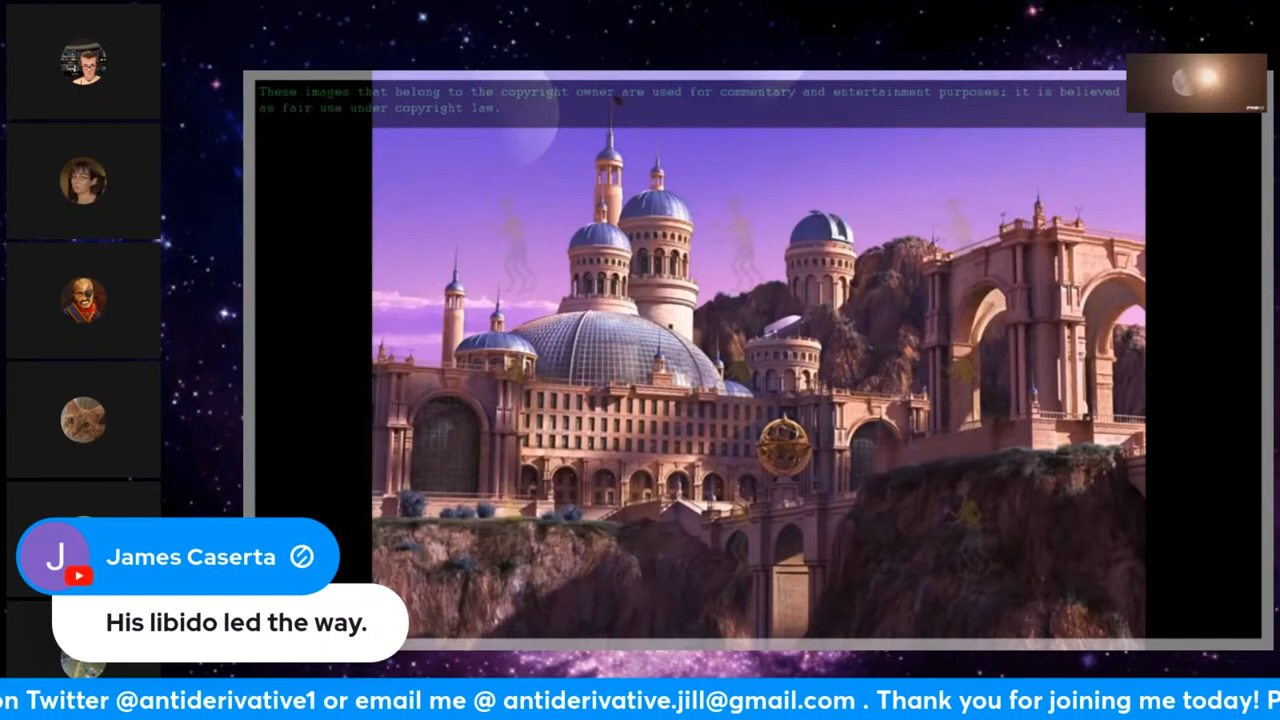 These images that belong to the copyright owner are used for commentary and entertainment purposes; it is believed
as fair use under copyright law.
J
James Caserta
His libido led the way.
on Twitter @antiderivative1 or email me @ antiderivative.jill@gmail.com . Thank you for joining me today! P